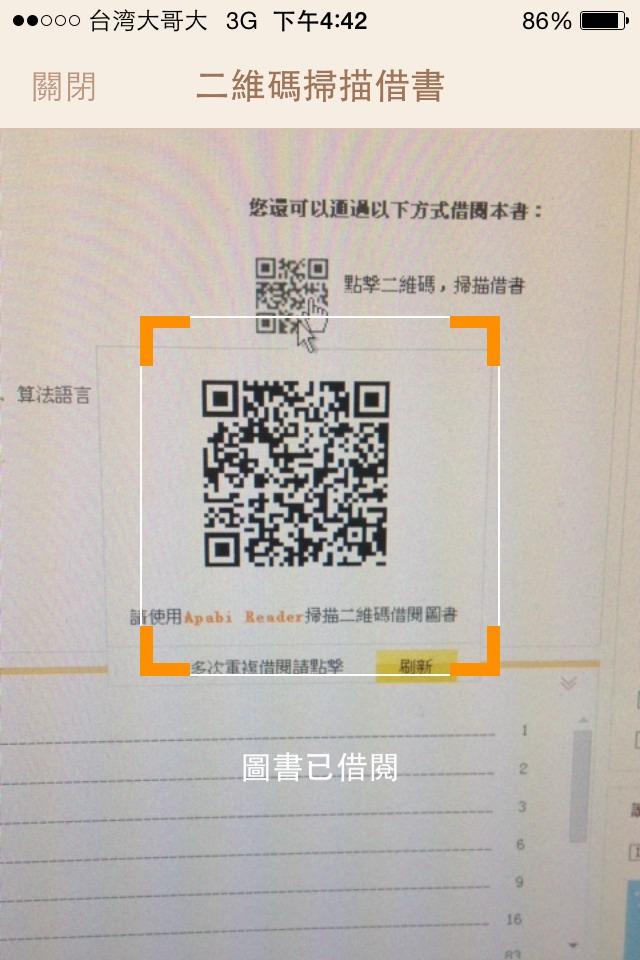 台湾大哥大 3G 下午4:42 86%
關閉 二維碼掃描借書
您還可以通過以下方式借閱本書：
點擊二維碼，掃描借書
、算法語言
請使用Apabi Reader掃描二維碼借閱圖書
多次重複借閱請點擊 刷新
1
圖書已借閱
2
3
6
9
16